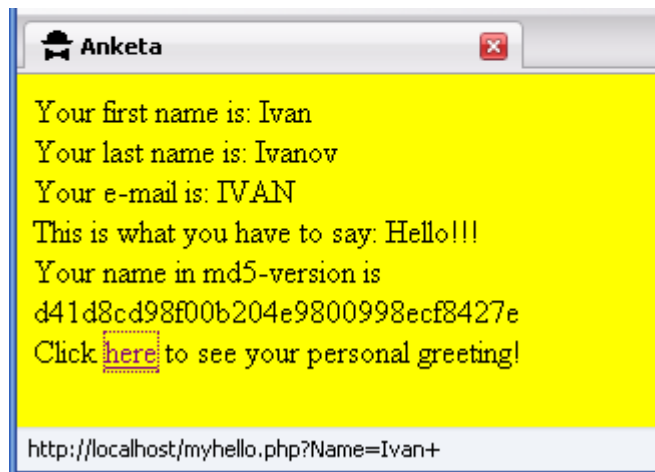 Anketa
Your first name is: Ivan
Your last name is: Ivanov
Your e-mail is: IVAN
This is what you have to say: Hello!!!
Your name in md5-version is
d41d8cd98f00b204e9800998ecf8427e
Click here to see your personal greeting!
http://localhost/myhello.php?Name=Ivan+